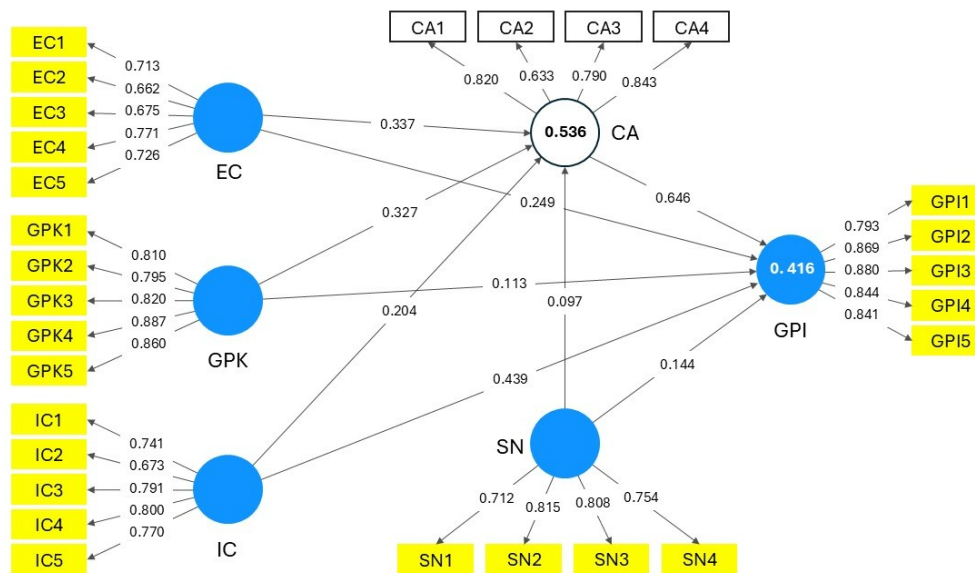 CA1 CA2 CA3 CA4
EC1
EC2
EC3
EC4
EC5
0.713
0.662
0.675
0.771
0.726
EC
0.820
0.633
0.790
0.843
0.536
CA
0.337
0.249
0.327
0.646
GPK1
GPK2
GPK3
GPK4
GPK5
0.810
0.795
0.820
0.887
0.860
GPK
0.113
0.204
0.097
0.416
GPI
0.793
0.869
0.880
0.844
0.841
GPI1
GPI2
GPI3
GPI4
GPI5
IC1
IC2
IC3
IC4
IC5
0.741
0.673
0.791
0.800
0.770
IC
0.439
0.144
SN
0.712
0.815
0.808
0.754
SN1 SN2 SN3 SN4